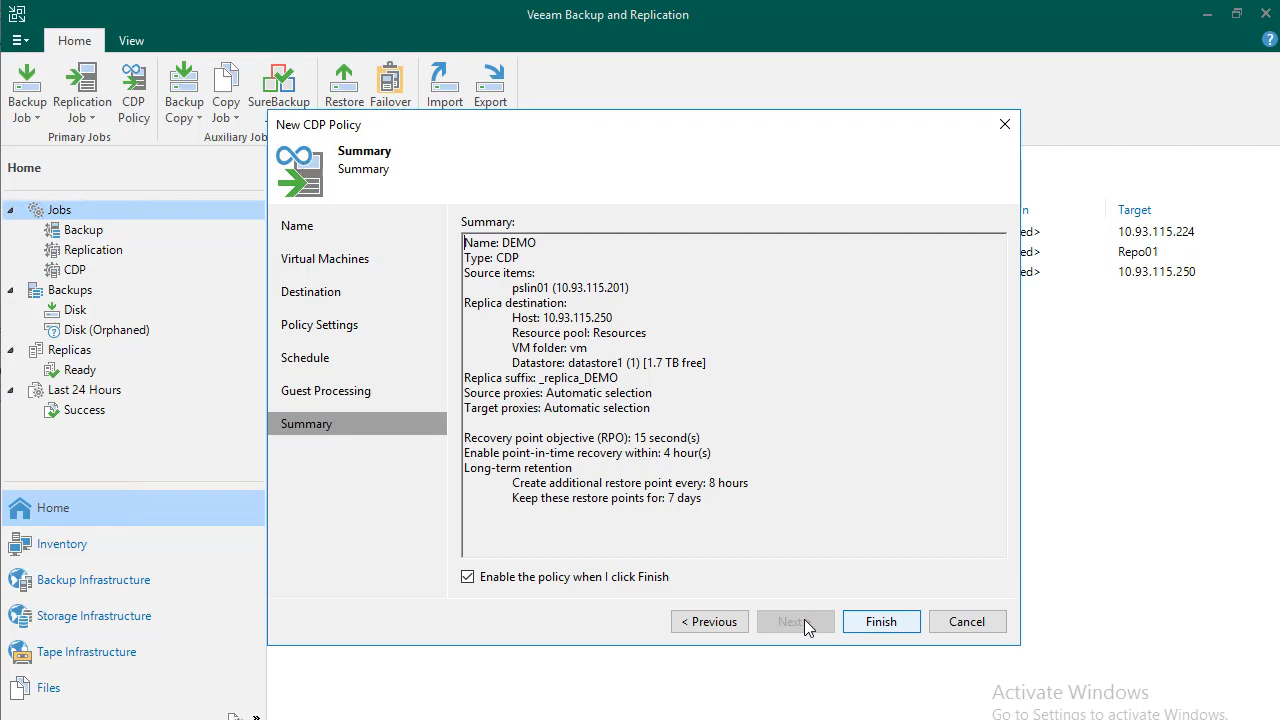 Veeam Backup and Replication
Home
View
Backup Job
Replication Job
CDP Policy
Backup Copy
Copy Job
SureBackup
Restore
Failover
Import
Export
Primary Jobs
Auxiliary Job
Home
Jobs
Backup
Replication
CDP
Backups
Disk
Disk (Orphaned)
Replicas
Ready
Last 24 Hours
Success
Home
Inventory
Backup Infrastructure
Storage Infrastructure
Tape Infrastructure
Files
New CDP Policy
Summary
Summary
Name
Virtual Machines
Destination
Policy Settings
Schedule
Guest Processing
Summary
Summary:
Name: DEMO
Type: CDP
Source items:
pslin01 (10.93.115.201)
Replica destination:
Host: 10.93.115.250
Resource pool: Resources
VM folder: vm
Datastore: datastore1 (1) [1.7 TB free]
Replica suffix: _replica_DEMO
Source proxies: Automatic selection
Target proxies: Automatic selection
Recovery point objective (RPO): 15 second(s)
Enable point-in-time recovery within: 4 hour(s)
Long-term retention
Create additional restore point every: 8 hours
Keep these restore points for: 7 days
Enable the policy when I click Finish
< Previous
Next
Finish
Cancel
n Target
ed> 10.93.115.224
ed> Repo01
ed> 10.93.115.250
Activate Windows
Go to Settings to activate Windows.